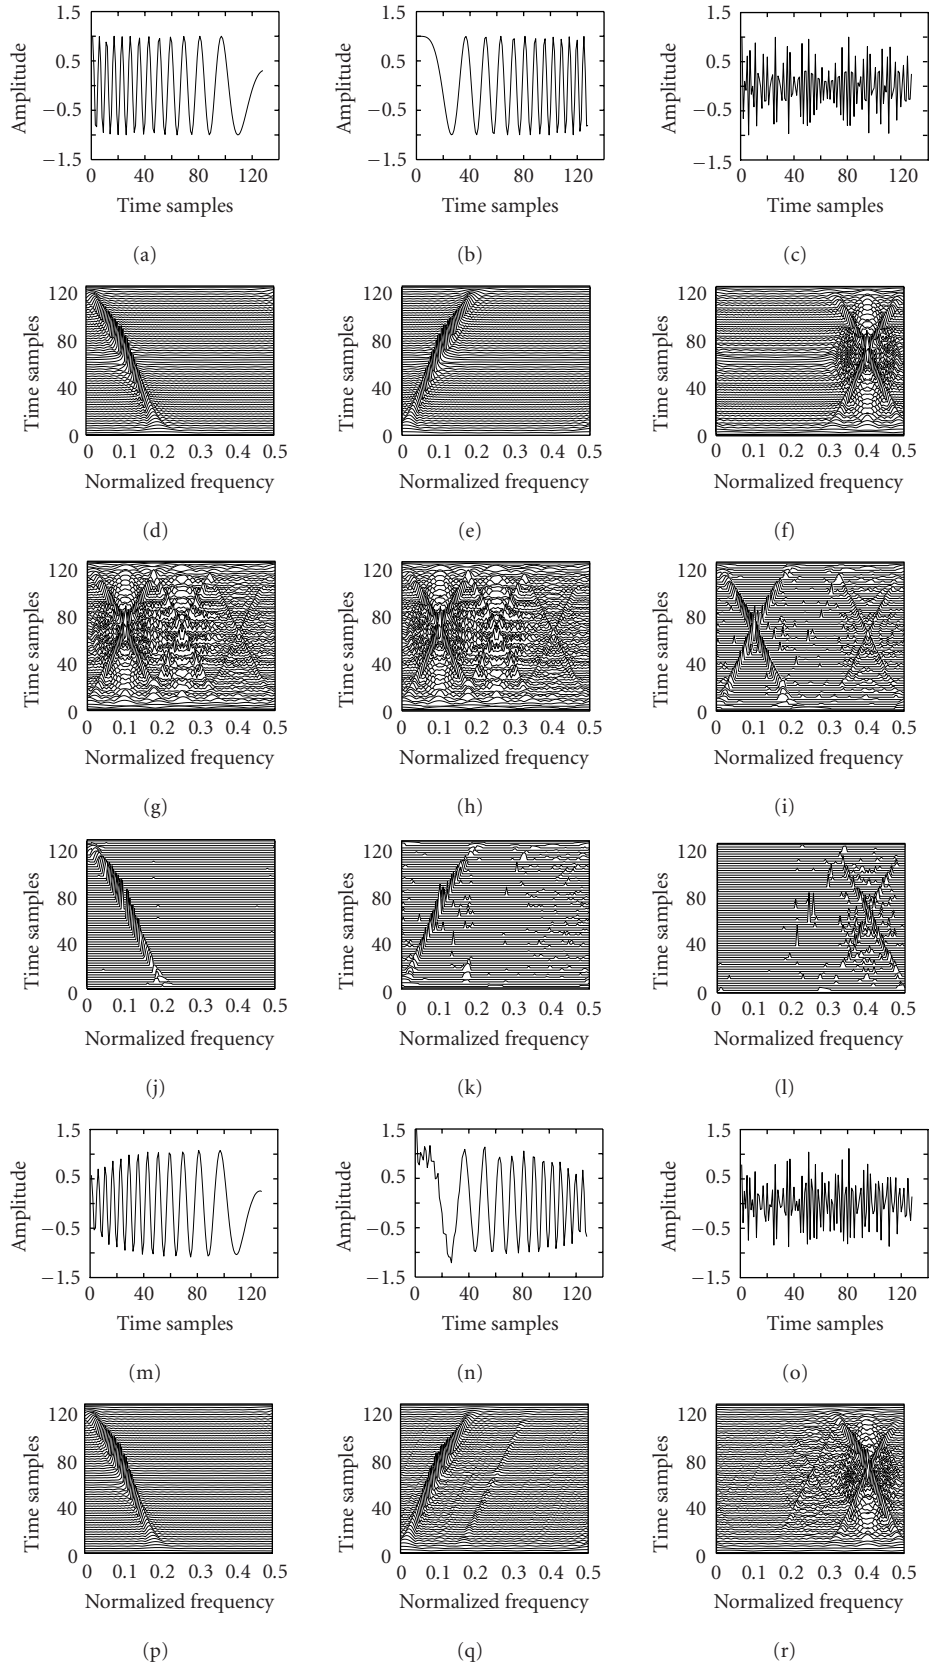 1.5
0.5
−0.5
−1.5
Amplitude
0 40 80 120
Time samples
(a)
1.5
0.5
−0.5
−1.5
Amplitude
0 40 80 120
Time samples
(b)
1.5
0.5
−0.5
−1.5
Amplitude
0 40 80 120
Time samples
(c)
120
80
40
0
Time samples
0 0.1 0.2 0.3 0.4 0.5
Normalized frequency
(d)
120
80
40
0
Time samples
0 0.1 0.2 0.3 0.4 0.5
Normalized frequency
(e)
120
80
40
0
Time samples
0 0.1 0.2 0.3 0.4 0.5
Normalized frequency
(f)
120
80
40
0
Time samples
0 0.1 0.2 0.3 0.4 0.5
Normalized frequency
(g)
120
80
40
0
Time samples
0 0.1 0.2 0.3 0.4 0.5
Normalized frequency
(h)
120
80
40
0
Time samples
0 0.1 0.2 0.3 0.4 0.5
Normalized frequency
(i)
120
80
40
0
Time samples
0 0.1 0.2 0.3 0.4 0.5
Normalized frequency
(j)
120
80
40
0
Time samples
0 0.1 0.2 0.3 0.4 0.5
Normalized frequency
(k)
120
80
40
0
Time samples
0 0.1 0.2 0.3 0.4 0.5
Normalized frequency
(l)
1.5
0.5
−0.5
−1.5
Amplitude
0 40 80 120
Time samples
(m)
1.5
0.5
−0.5
−1.5
Amplitude
0 40 80 120
Time samples
(n)
1.5
0.5
−0.5
−1.5
Amplitude
0 40 80 120
Time samples
(o)
120
80
40
0
Time samples
0 0.1 0.2 0.3 0.4 0.5
Normalized frequency
(p)
120
80
40
0
Time samples
0 0.1 0.2 0.3 0.4 0.5
Normalized frequency
(q)
120
80
40
0
Time samples
0 0.1 0.2 0.3 0.4 0.5
Normalized frequency
(r)